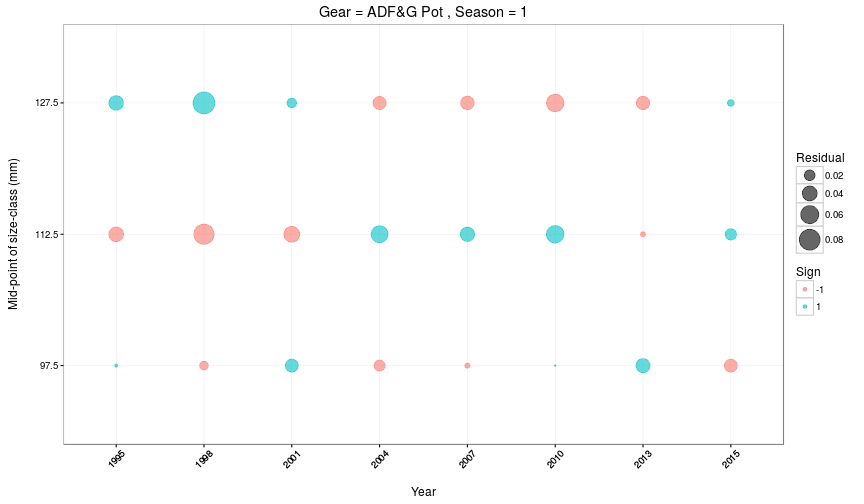 Gear = ADF&G Pot , Season = 1
Mid-point of size-class (mm)
127.5
112.5
97.5
1995 1998 2001 2004 2007 2010 2013 2015
Year
Residual
0.02
0.04
0.06
0.08
Sign
-1
1